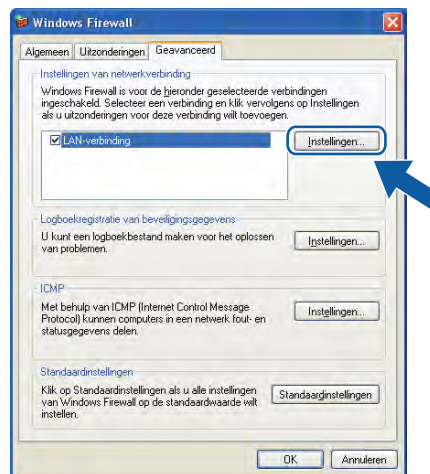 Windows Firewall
Algemeen Uitzonderingen Geavanceerd
Instellingen van netwerkverbinding
Windows Firewall is voor de hieronder geselecteerde verbindingen
ingeschakeld. Selecteer een verbinding en klik vervolgens op Instellingen
als u uitzonderingen voor deze verbinding wilt toevoegen.
LAN-verbinding
Instellingen...
Logboekregistratie van beveiligingsgegevens
U kunt een logboekbestand maken voor het oplossen
van problemen.
Instellingen...
ICMP
Met behulp van ICMP (Internet Control Message
Protocol) kunnen computers in een netwerk fout- en
statusgegevens delen.
Instellingen...
Standaardinstellingen
Klik op Standaardinstellingen als u alle instellingen
van Windows Firewall op de standaardwaarde wilt
instellen.
Standaardinstellingen
OK Annuleren